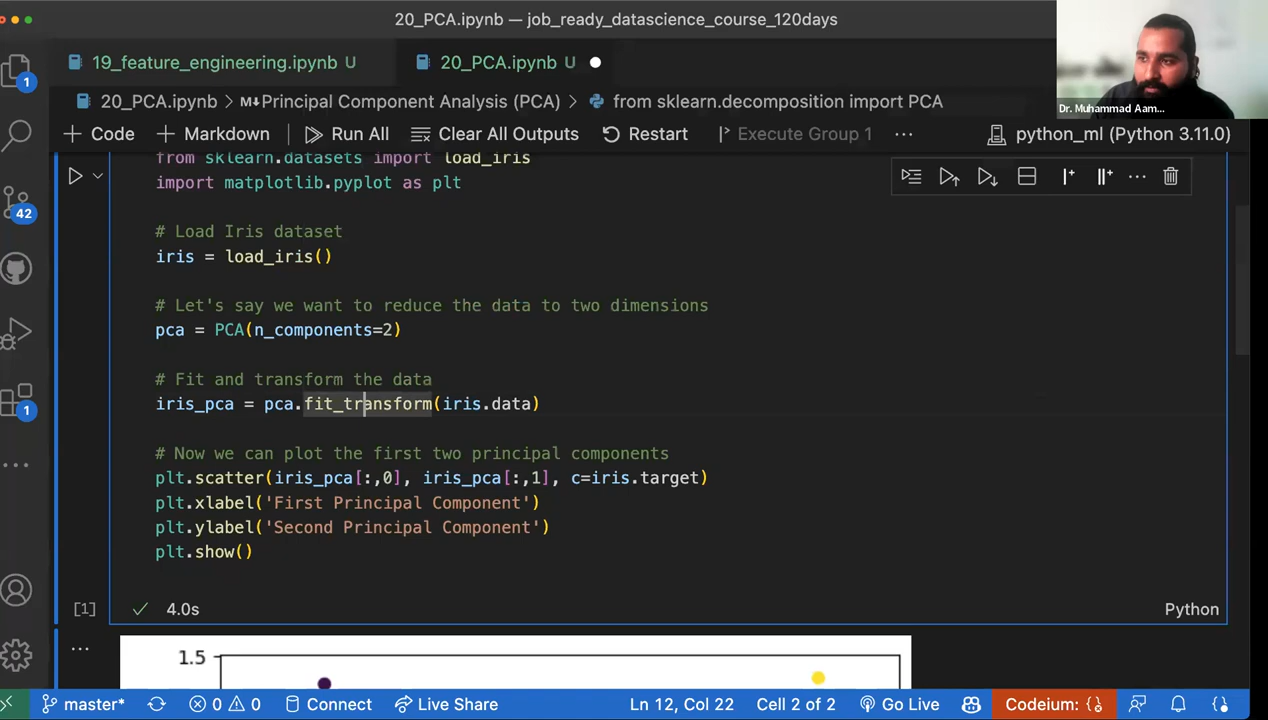 20_PCA.ipynb — job_ready_datascience_course_120days
19_feature_engineering.ipynb U
20_PCA.ipynb U
20_PCA.ipynb > M↓Principal Component Analysis (PCA) > from sklearn.decomposition import PCA
Dr. Muhammad Aam...
+ Code + Markdown Run All Clear All Outputs Restart Execute Group 1 ... python_ml (Python 3.11.0)
from sklearn.datasets import load_iris
import matplotlib.pyplot as plt
# Load Iris dataset
iris = load_iris()
# Let's say we want to reduce the data to two dimensions
pca = PCA(n_components=2)
# Fit and transform the data
iris_pca = pca.fit_transform(iris.data)
# Now we can plot the first two principal components
plt.scatter(iris_pca[:,0], iris_pca[:,1], c=iris.target)
plt.xlabel('First Principal Component')
plt.ylabel('Second Principal Component')
plt.show()
[1] 4.0s Python
1.5
1
42
1
master* 0 0 Connect Live Share Ln 12, Col 22 Cell 2 of 2 Go Live Codeium: {}